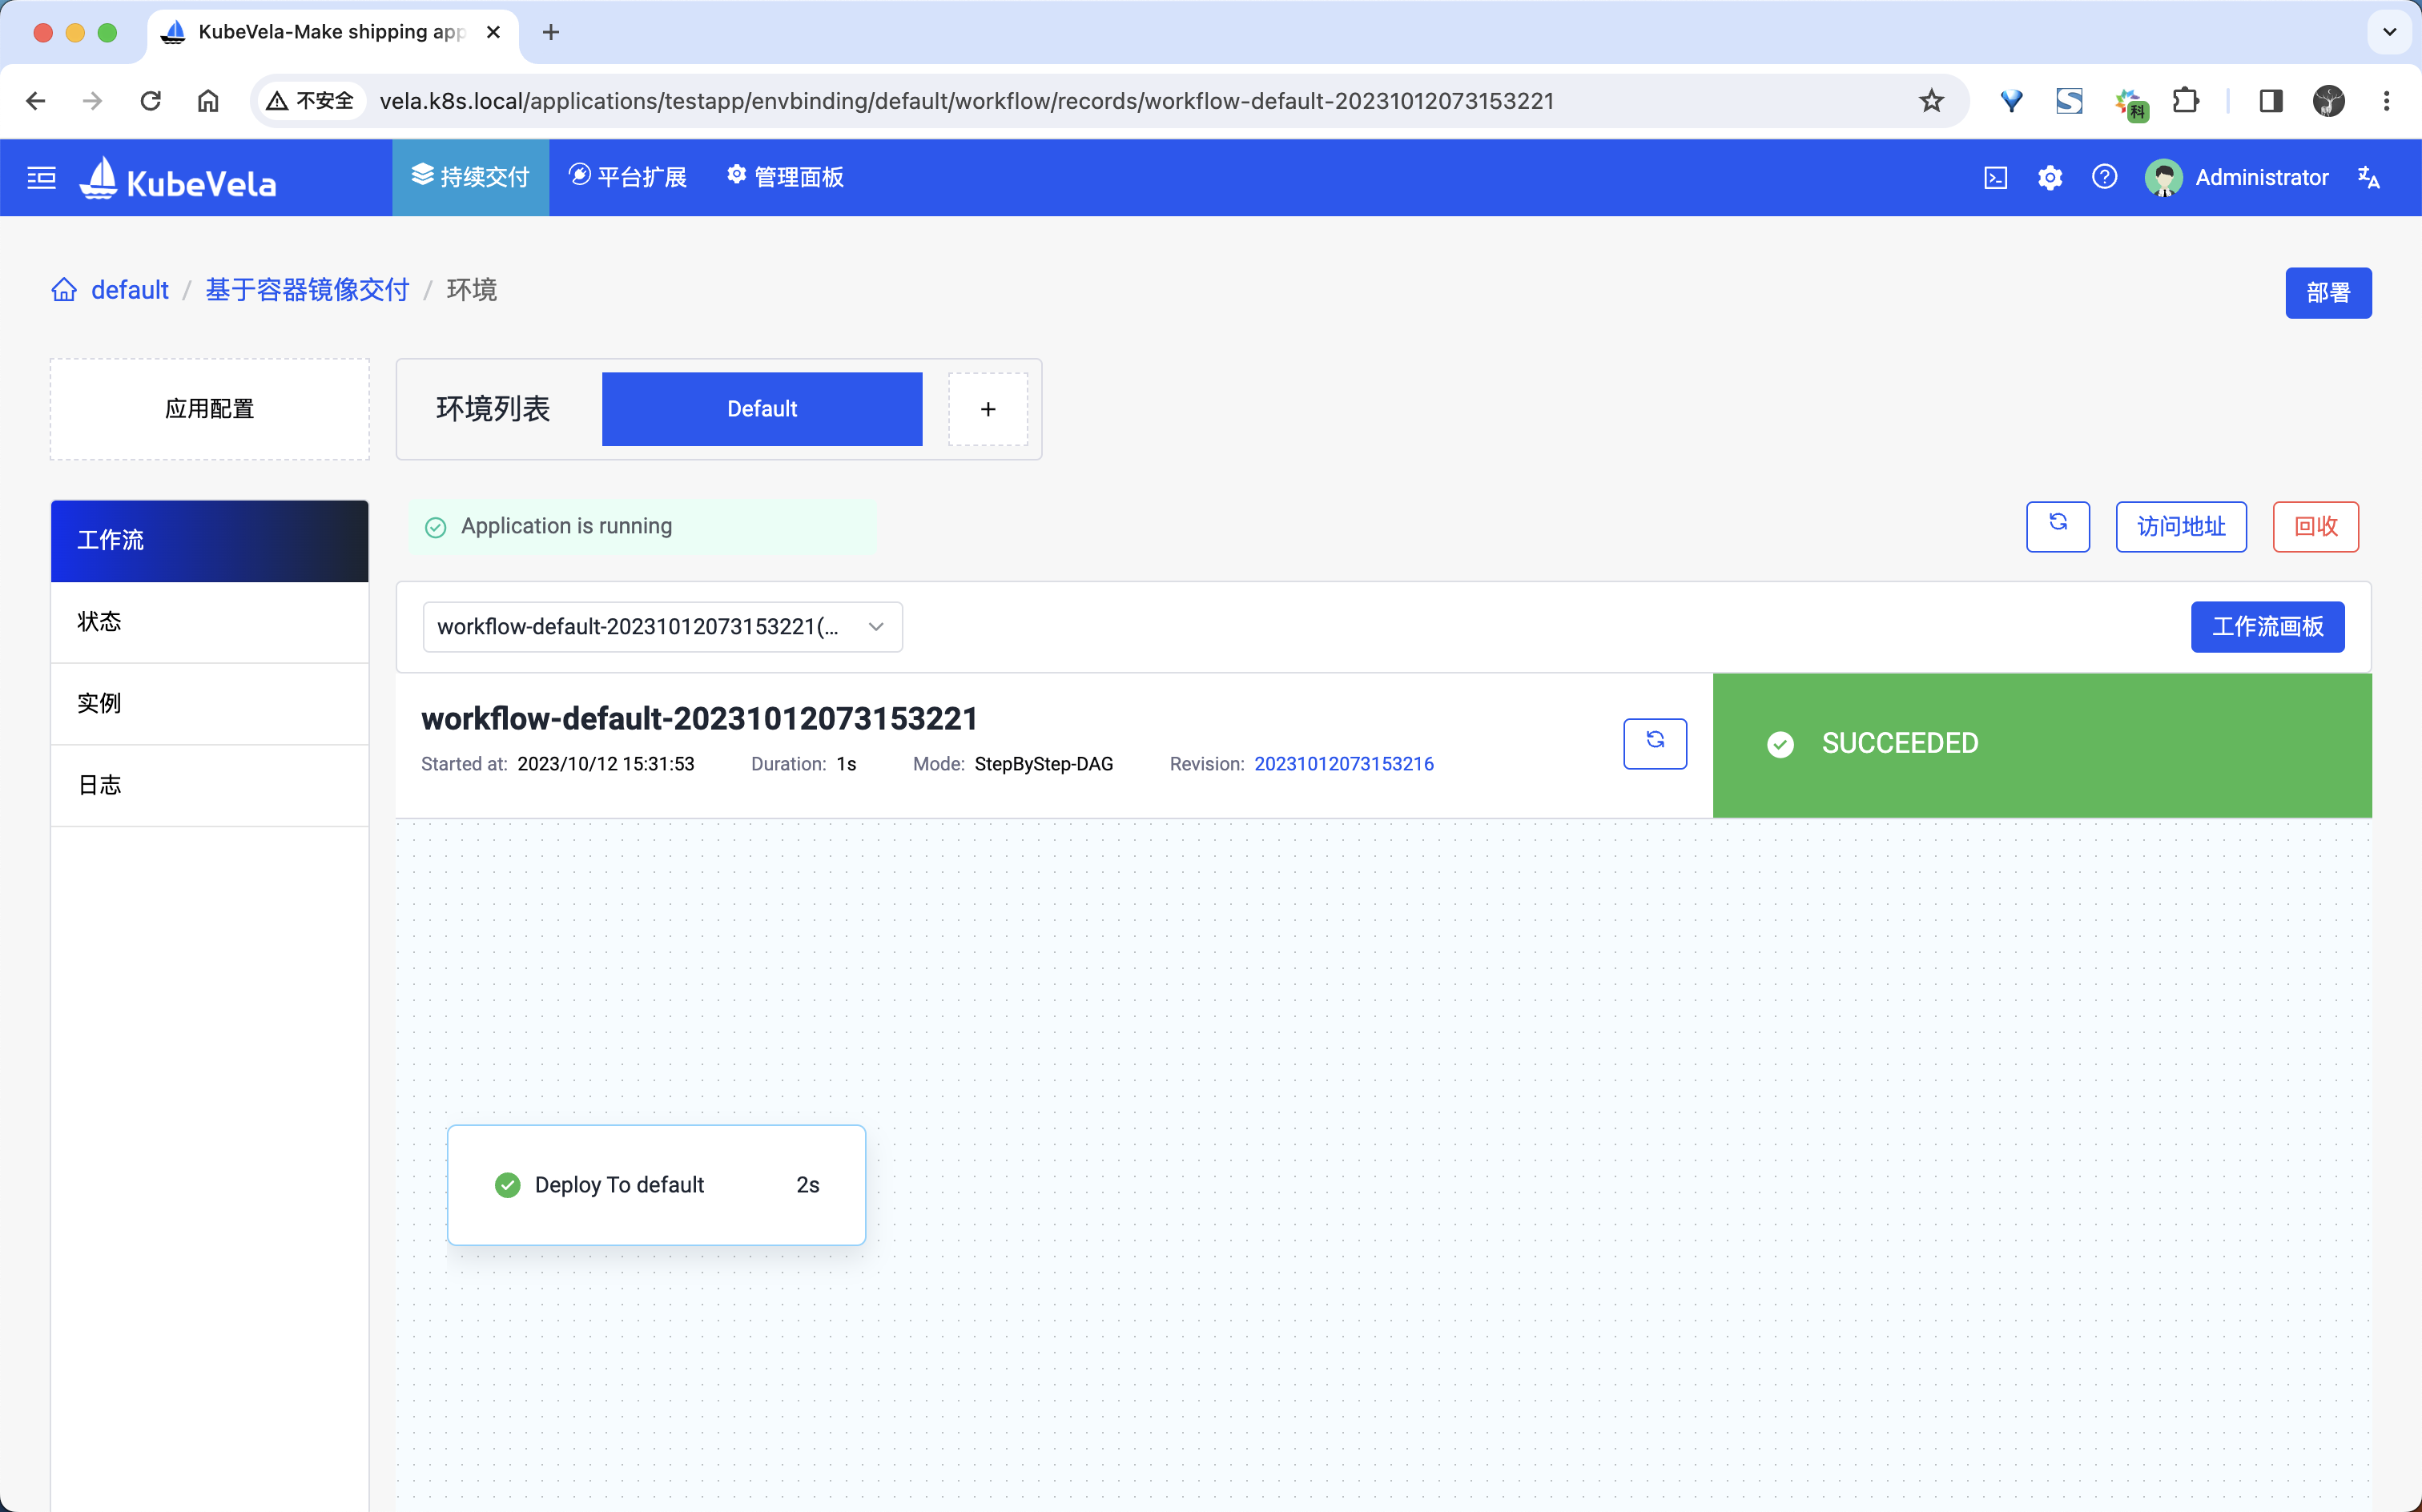 KubeVela-Make shipping app
不安全 vela.k8s.local/applications/testapp/envbinding/default/workflow/records/workflow-default-20231012073153221
科
KubeVela 持续交付 平台扩展 管理面板 Administrator
default / 基于容器镜像交付 / 环境 部署
应用配置 环境列表 Default +
工作流 Application is running 访问地址 回收
状态 workflow-default-20231012073153221(... 工作流画板
实例 workflow-default-20231012073153221 SUCCEEDED
Started at: 2023/10/12 15:31:53 Duration: 1s Mode: StepByStep-DAG Revision: 20231012073153216
日志
Deploy To default 2s